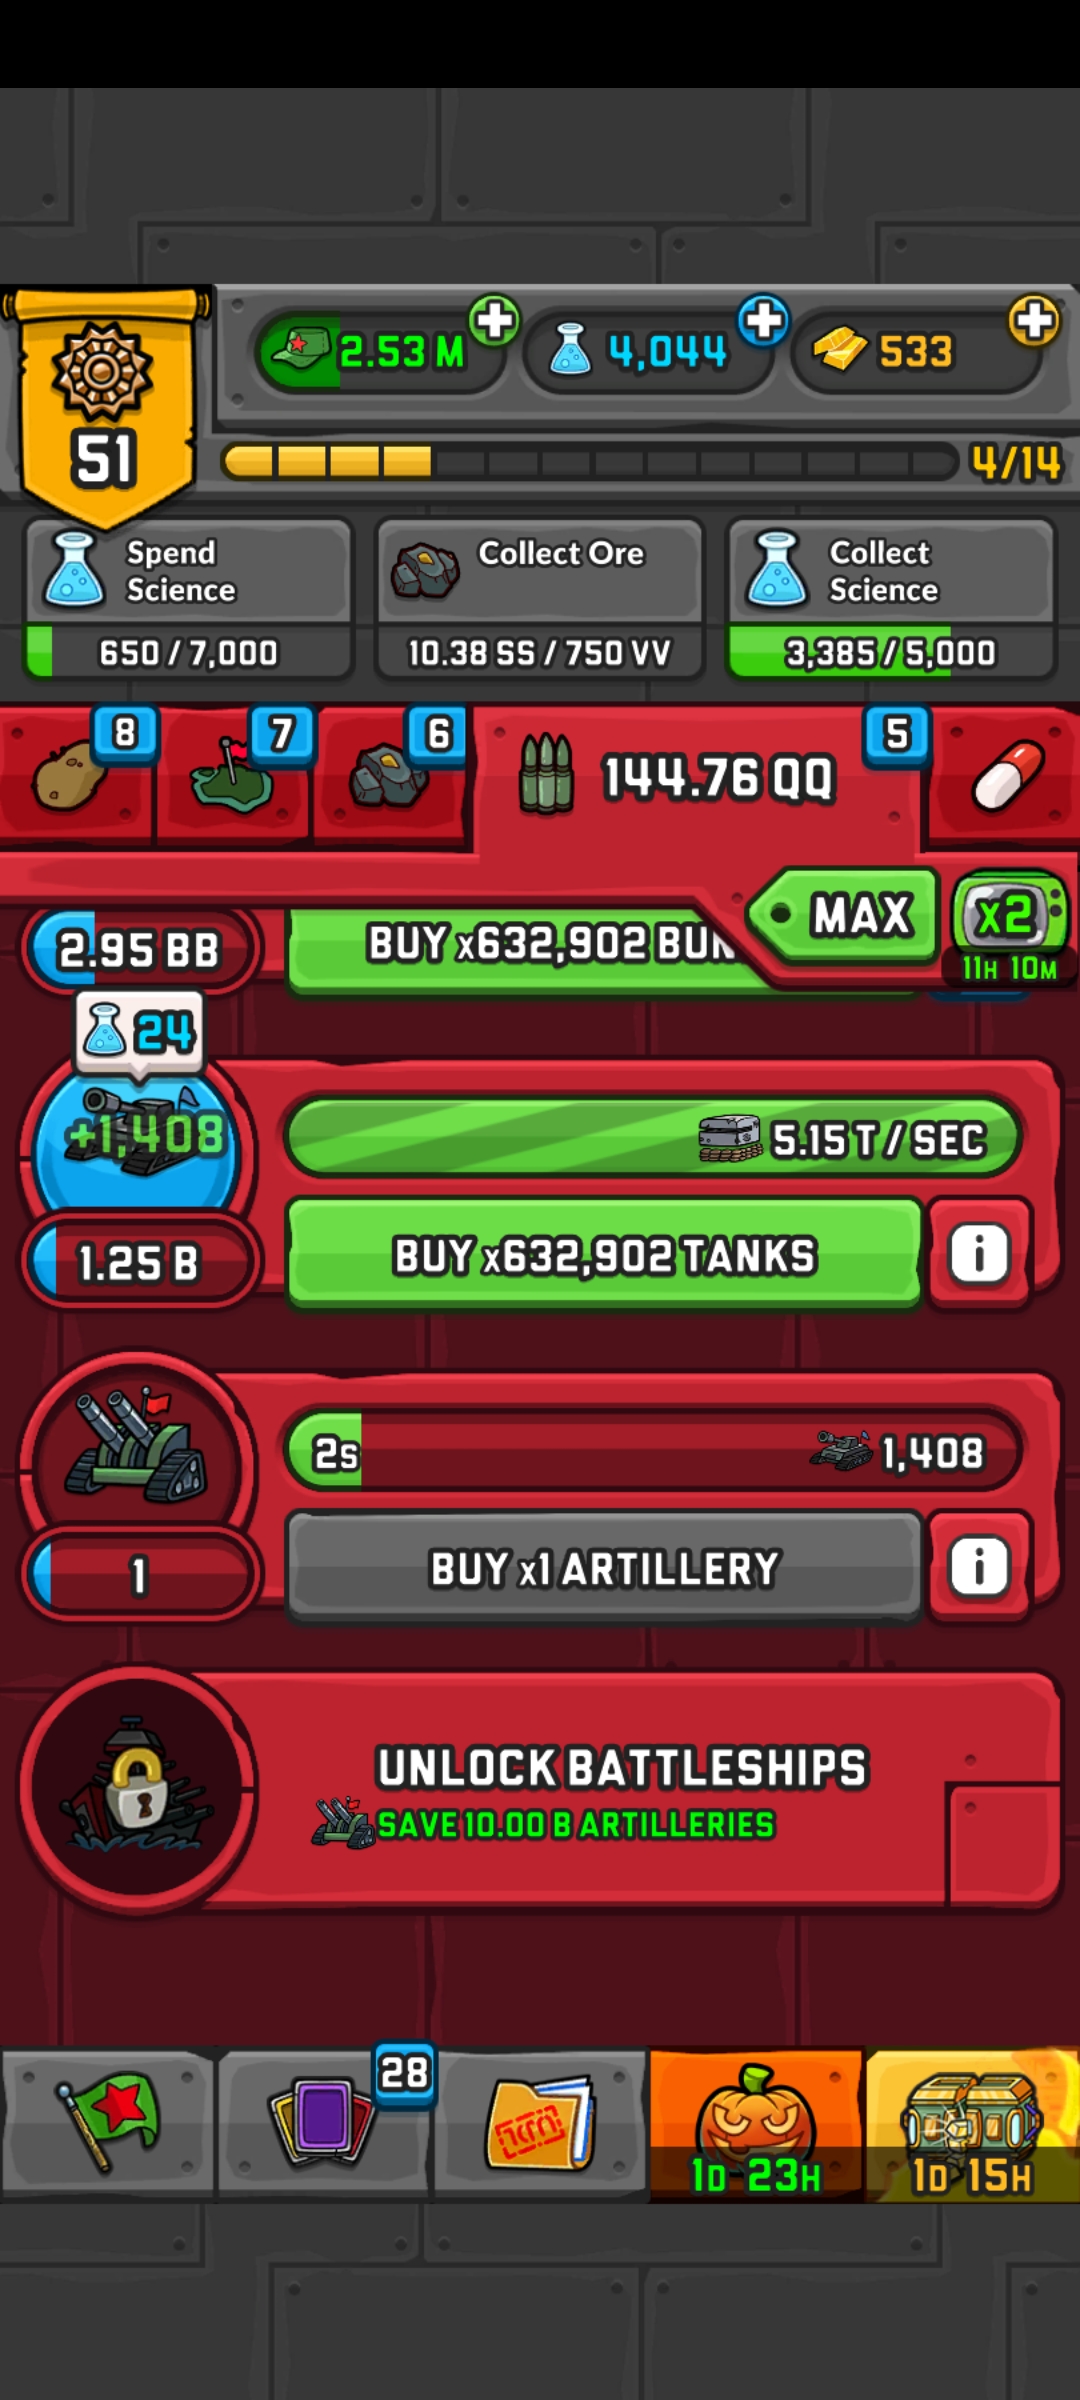 2.53 M
4,044
533
51
4/14
Spend
Science
650 / 7,000
Collect Ore
10.38 SS / 750 VV
Collect
Science
3,385 / 5,000
8
7
6
144.76 QQ
5
MAX
x2
11H 10M
2.95 BB
BUY x632,902 BUN
24
+1,408
5.15 T / SEC
1.25 B
BUY x632,902 TANKS
i
2s
1,408
1
BUY x1 ARTILLERY
i
UNLOCK BATTLESHIPS
SAVE 10.00 B ARTILLERIES
28
1D 23H
1D 15H